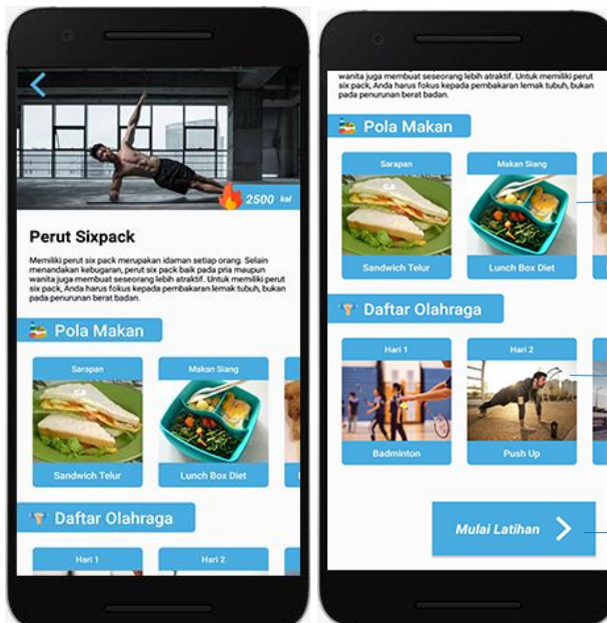 2500 kal
Perut Sixpack
Memiliki perut six pack merupakan idaman setiap orang. Selain
menandakan kebugaran, perut six pack baik pada pria maupun
wanita juga membuat seseorang lebih atraktif. Untuk memiliki perut
six pack, Anda harus fokus kepada pembakaran lemak tubuh, bukan
pada penurunan berat badan.
Pola Makan
Sarapan
Makan Siang
Sandwich Telur
Lunch Box Diet
Daftar Olahraga
Hari 1
Hari 2
wanita juga membuat seseorang lebih atraktif. Untuk memiliki perut
six pack, Anda harus fokus kepada pembakaran lemak tubuh, bukan
pada penurunan berat badan.
Pola Makan
Sarapan
Makan Siang
Sandwich Telur
Lunch Box Diet
Daftar Olahraga
Hari 1
Hari 2
Badminton
Push Up
Mulai Latihan